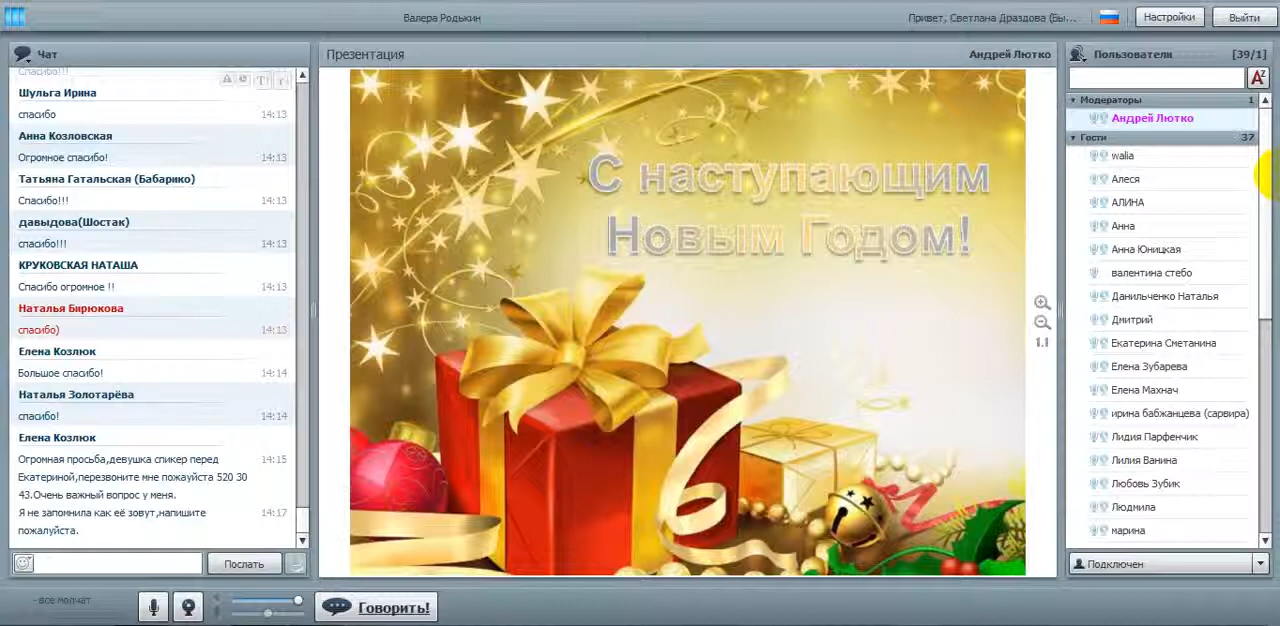 Валера Родькин
Привет, Светлана Драздова (Бы...
Настройки
Выйти
Чат
Спасибо!!!
Шульга Ирина
спасибо 14:13
Анна Козловская
Огромное спасибо! 14:13
Татьяна Гатальская (Бабарико)
Спасибо!!! 14:13
давыдова(Шостак)
спасибо!!! 14:13
КРУКОВСКАЯ НАТАША
Спасибо огромное !! 14:13
Наталья Бирюкова
спасибо) 14:13
Елена Козлюк
Большое спасибо! 14:14
Наталья Золотарёва
спасибо! 14:14
Елена Козлюк
Огромная просьба,девушка спикер перед 14:15
Екатериной,перезвоните мне пожауйста 520 30
43.Очень важный вопрос у меня.
Я не запомнила как её зовут,напишите 14:17
пожалуйста.
Послать
Презентация
Андрей Лютко
С наступающим
Новым Годом!
1.1
Пользователи [39/1]
Модераторы 1
Андрей Лютко
Гости 37
walia
Алеся
АЛИНА
Анна
Анна Юницкая
валентина стебо
Данильченко Наталья
Дмитрий
Екатерина Сметанина
Елена Зубарева
Елена Махнач
ирина бабжанцева (сарвира)
Лидия Парфенчик
Лилия Ванина
Любовь Зубик
Людмила
марина
Подключен
- все молчат
Говорить!